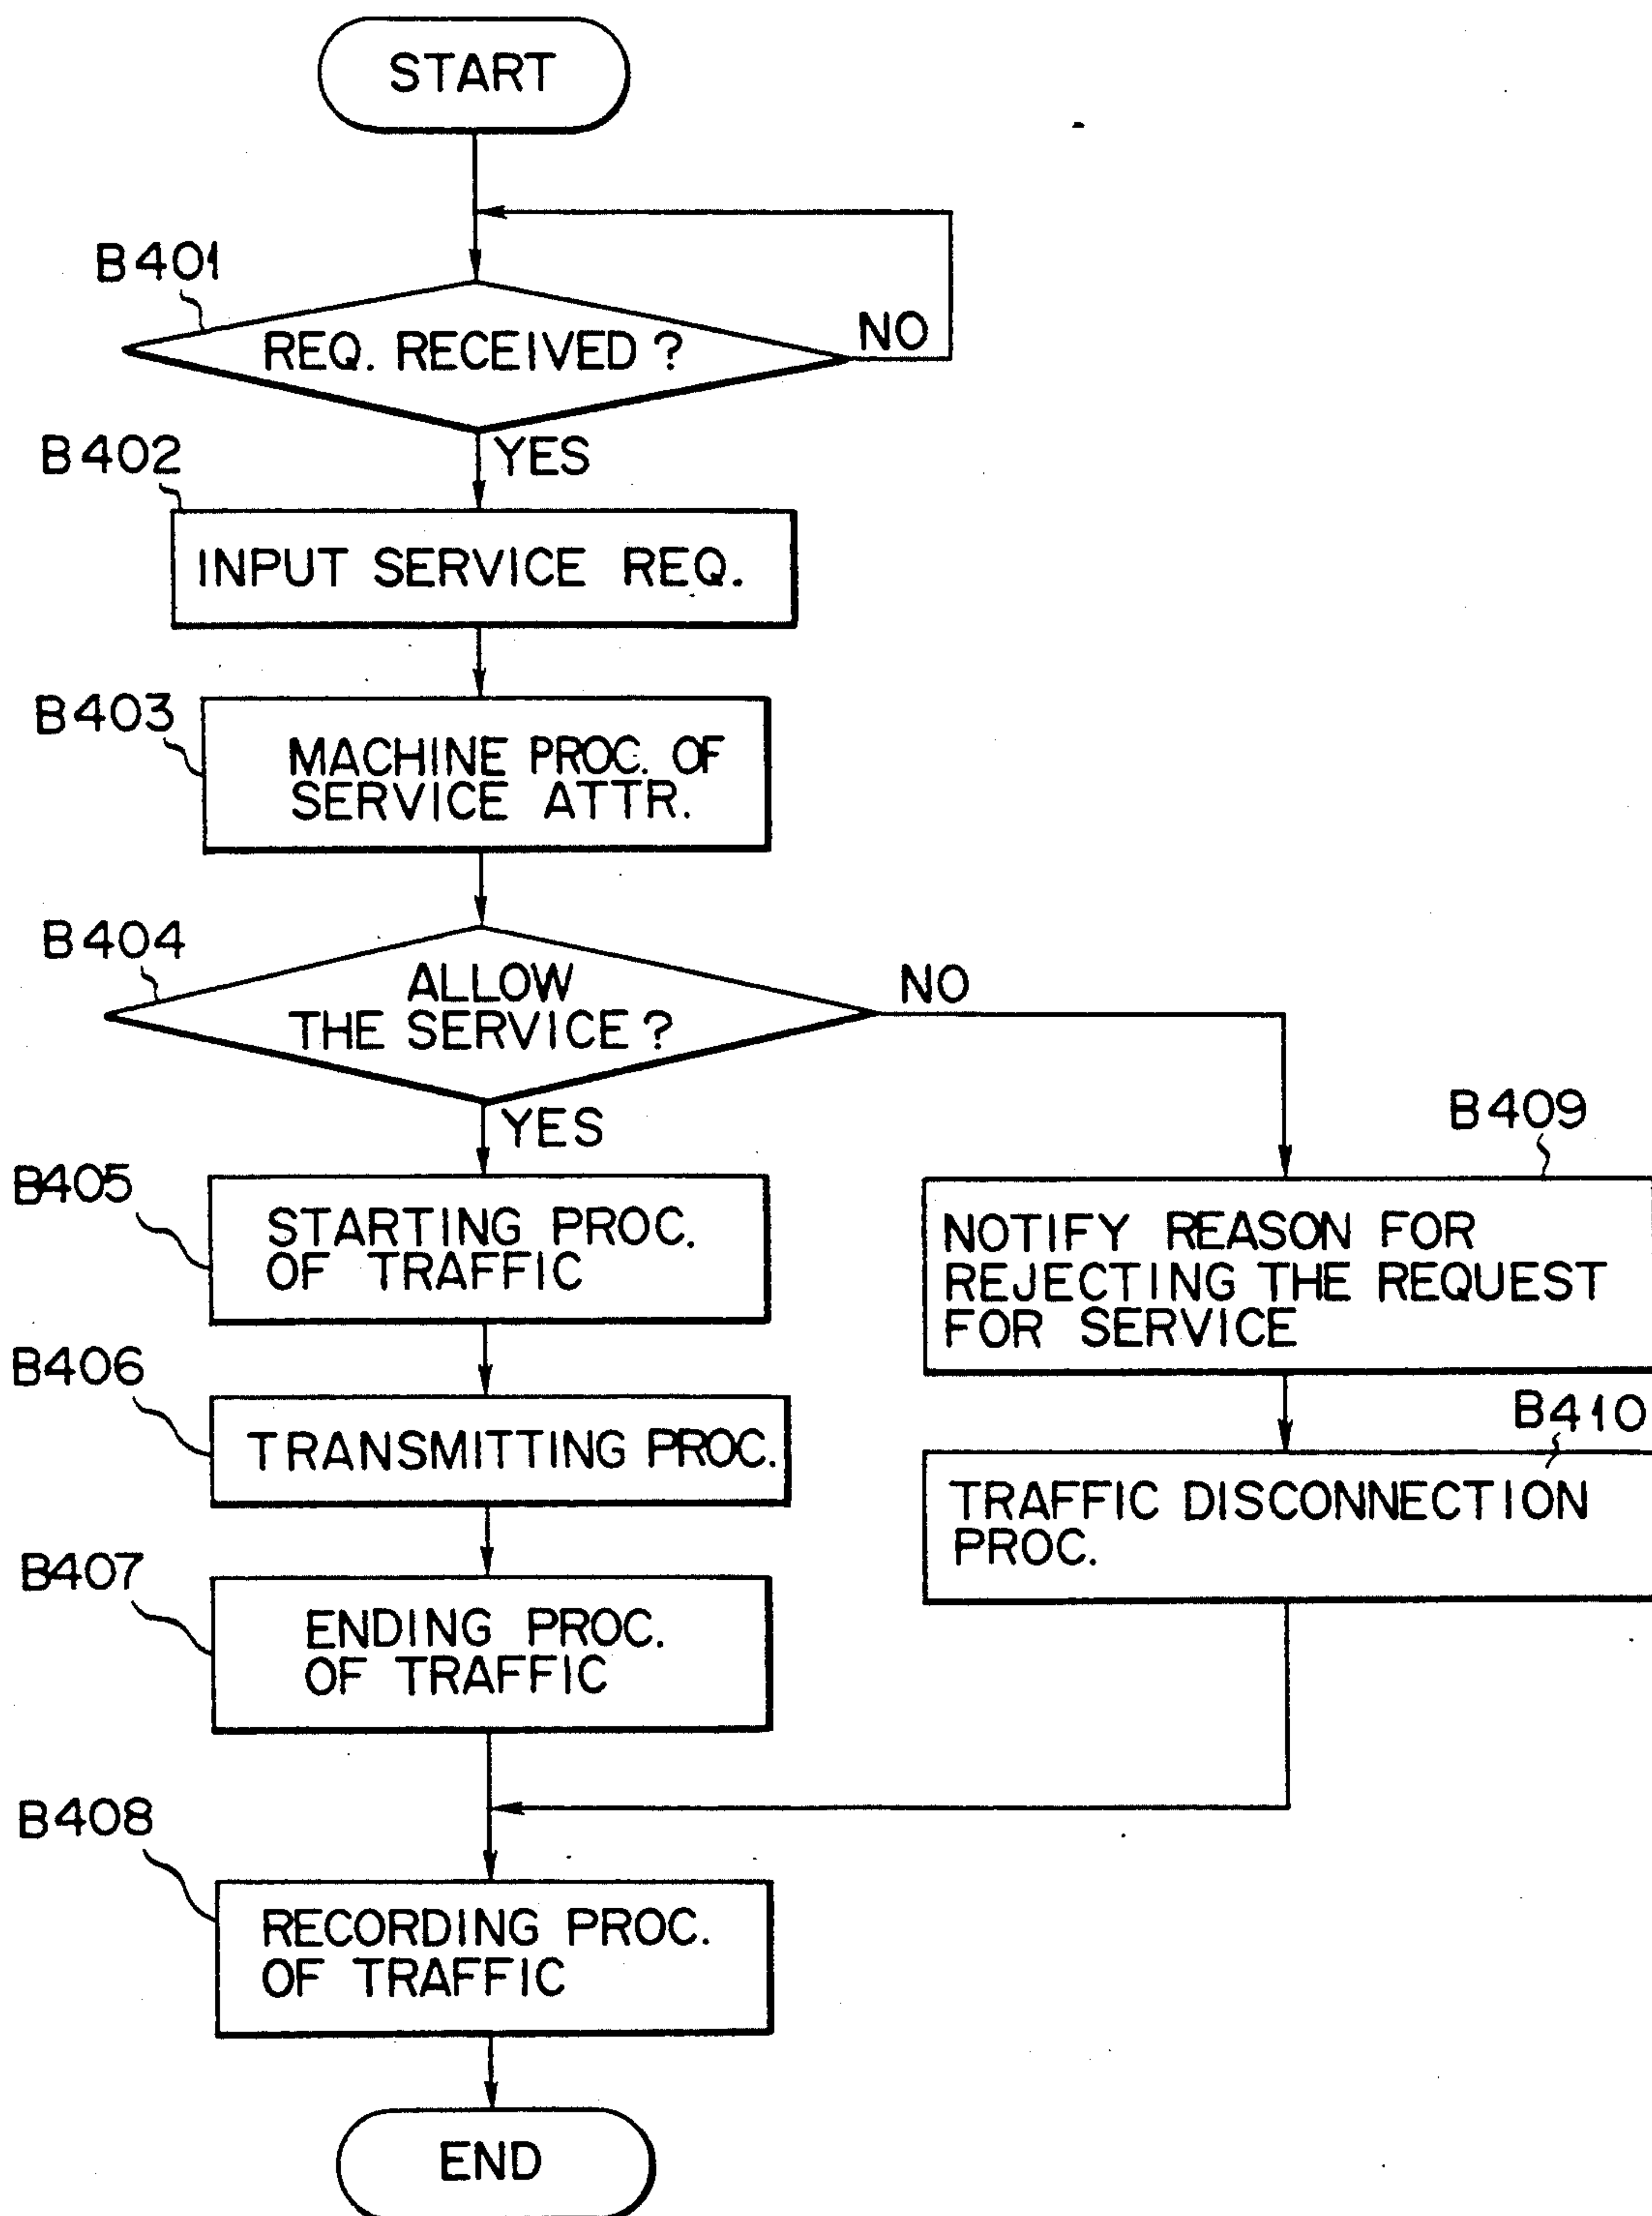 START
B401
REQ. RECEIVED?
NO
YES
B402
INPUT SERVICE REQ.
B403
MACHINE PROC. OF
SERVICE ATTR.
B404
ALLOW
THE SERVICE?
NO
YES
B405
STARTING PROC.
OF TRAFFIC
B409
NOTIFY REASON FOR
REJECTING THE REQUEST
FOR SERVICE
B406
TRANSMITTING PROC.
B410
TRAFFIC DISCONNECTION
PROC.
B407
ENDING PROC.
OF TRAFFIC
B408
RECORDING PROC.
OF TRAFFIC
END